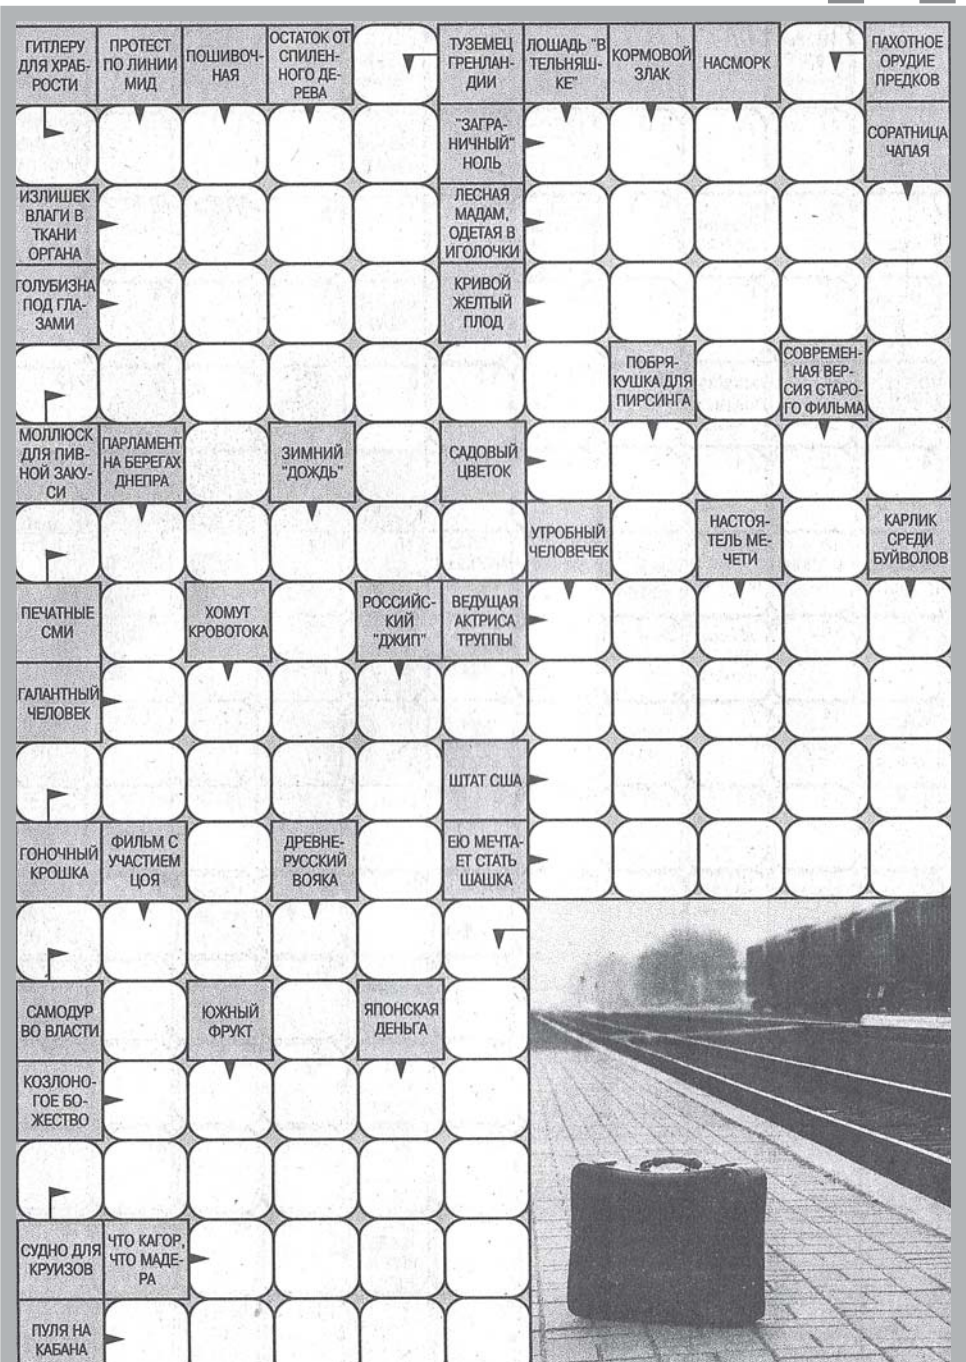 ГИТЛЕРУ
ДЛЯ ХРАБ-
РОСТИ
ПРОТЕСТ
ПО ЛИНИИ
МИД
ПОШИВОЧ-
НАЯ
ОСТАТОК ОТ
СПИЛЕН-
НОГО ДЕ-
РЕВА
ТУЗЕМЕЦ
ГРЕНЛАН-
ДИИ
ЛОШАДЬ "В
ТЕЛЬНЯШ-
КЕ"
КОРМОВОЙ
ЗЛАК
НАСМОРК
ПАХОТНОЕ
ОРУДИЕ
ПРЕДКОВ
"ЗАГРА-
НИЧНЫЙ"
НОЛЬ
СОРАТНИЦА
ЧАПАЯ
ИЗЛИШЕК
ВЛАГИ В
ТКАНИ
ОРГАНА
ЛЕСНАЯ
МАДАМ,
ОДЕТАЯ В
ИГОЛОЧКИ
ГОЛУБИЗНА
ПОД ГЛА-
ЗАМИ
КРИВОЙ
ЖЕЛТЫЙ
ПЛОД
ПОБРЯ-
КУШКА ДЛЯ
ПИРСИНГА
СОВРЕМЕН-
НАЯ ВЕР-
СИЯ СТАРО-
ГО ФИЛЬМА
МОЛЛЮСК
ДЛЯ ПИВ-
НОЙ ЗАКУ-
СИ
ПАРЛАМЕНТ
НА БЕРЕГАХ
ДНЕПРА
ЗИМНИЙ
"ДОЖДЬ"
САДОВЫЙ
ЦВЕТОК
УТРОБНЫЙ
ЧЕЛОВЕЧЕК
НАСТОЯ-
ТЕЛЬ МЕ-
ЧЕТИ
КАРЛИК
СРЕДИ
БУЙВОЛОВ
ПЕЧАТНЫЕ
СМИ
ХОМУТ
КРОВОТОКА
РОССИЙС-
КИЙ
"ДЖИП"
ВЕДУЩАЯ
АКТРИСА
ТРУППЫ
ГАЛАНТНЫЙ
ЧЕЛОВЕК
ШТАТ США
ГОНОЧНЫЙ
КРОШКА
ФИЛЬМ С
УЧАСТИЕМ
ЦОЯ
ДРЕВНЕ-
РУССКИЙ
ВОЯКА
ЕЮ МЕЧТА-
ЕТ СТАТЬ
ШАШКА
САМОДУР
ВО ВЛАСТИ
ЮЖНЫЙ
ФРУКТ
ЯПОНСКАЯ
ДЕНЬГА
КОЗЛОНО-
ГОЕ БО-
ЖЕСТВО
СУДНО ДЛЯ
КРУИЗОВ
ЧТО КАГОР,
ЧТО МАДЕ-
РА
ПУЛЯ НА
КАБАНА